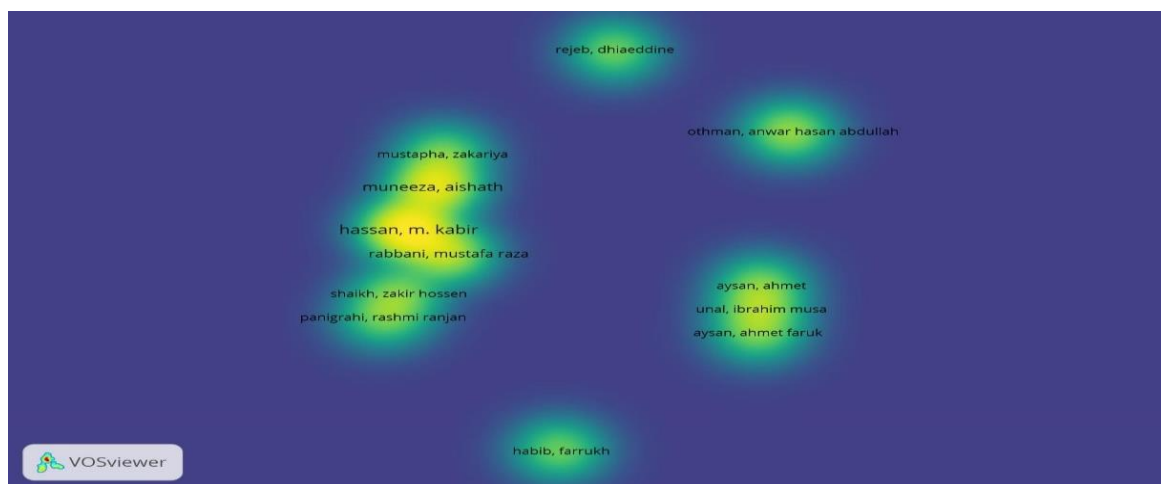 rejeb, dhiaeddine
othman, anwar hasan abdullah
mustapha, zakariya
muneeza, aishath
hassan, m. kabir
rabbani, mustafa raza
shaikh, zakir hossen
panigrahi, rashmi ranjan
aysan, ahmet
unal, ibrahim musa
aysan, ahmet faruk
habib, farrukh
VOSviewer